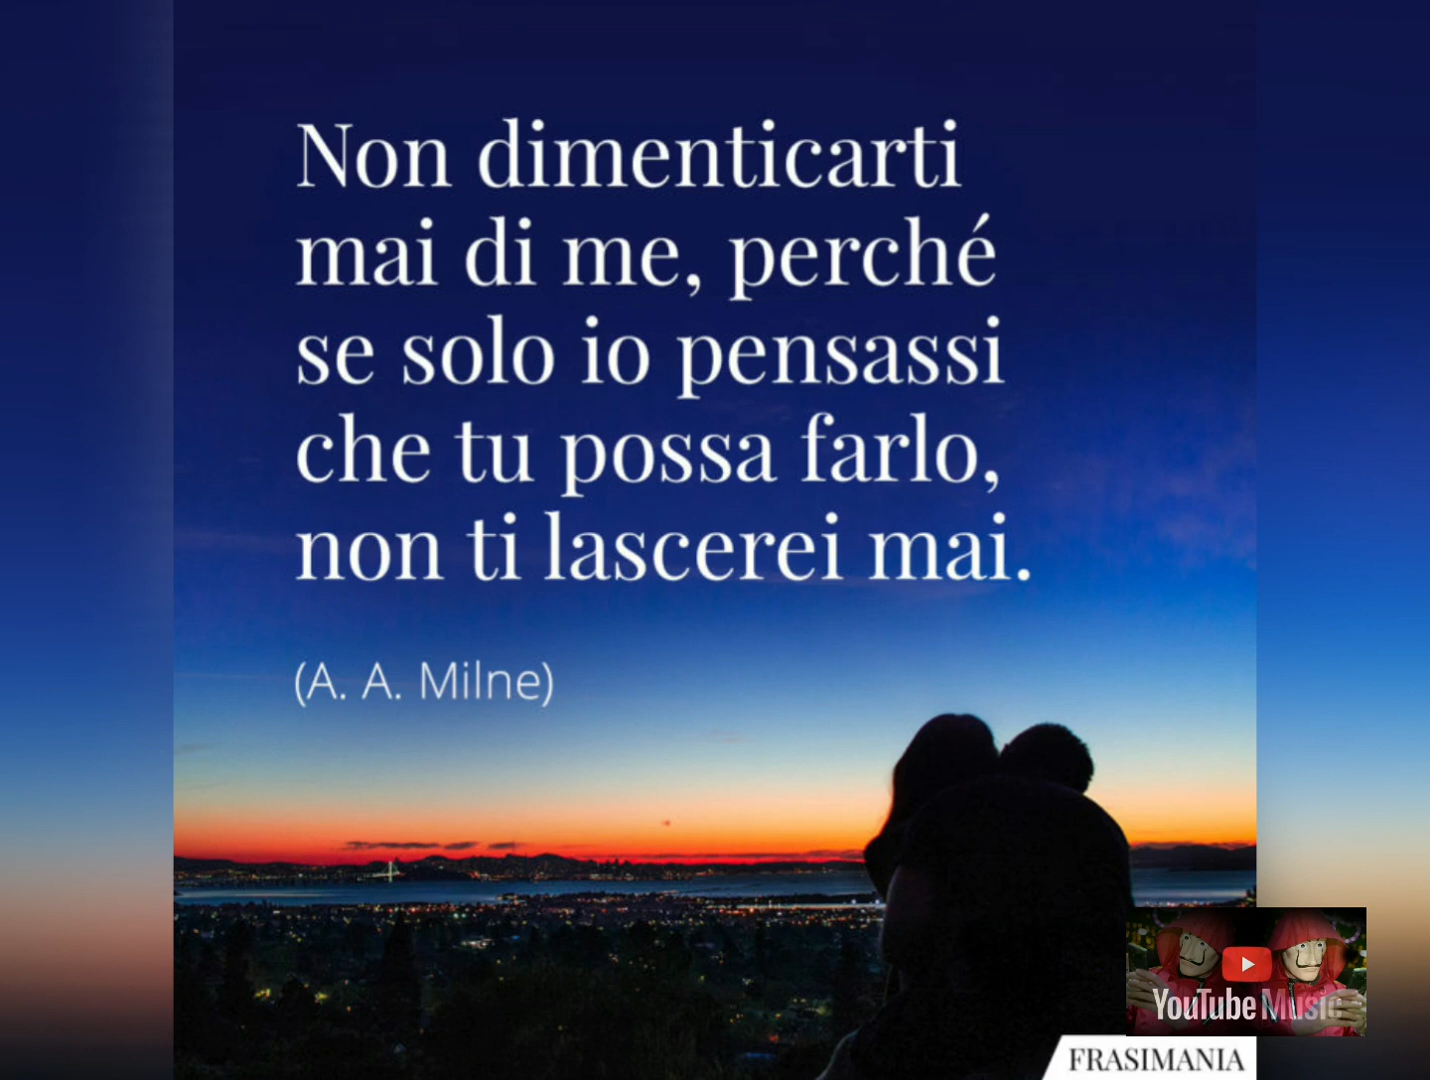 Non dimenticarti
mai di me, perché
se solo io pensassi
che tu possa farlo,
non ti lascerei mai.
(A. A. Milne)
YouTube Music
FRASIMANIA